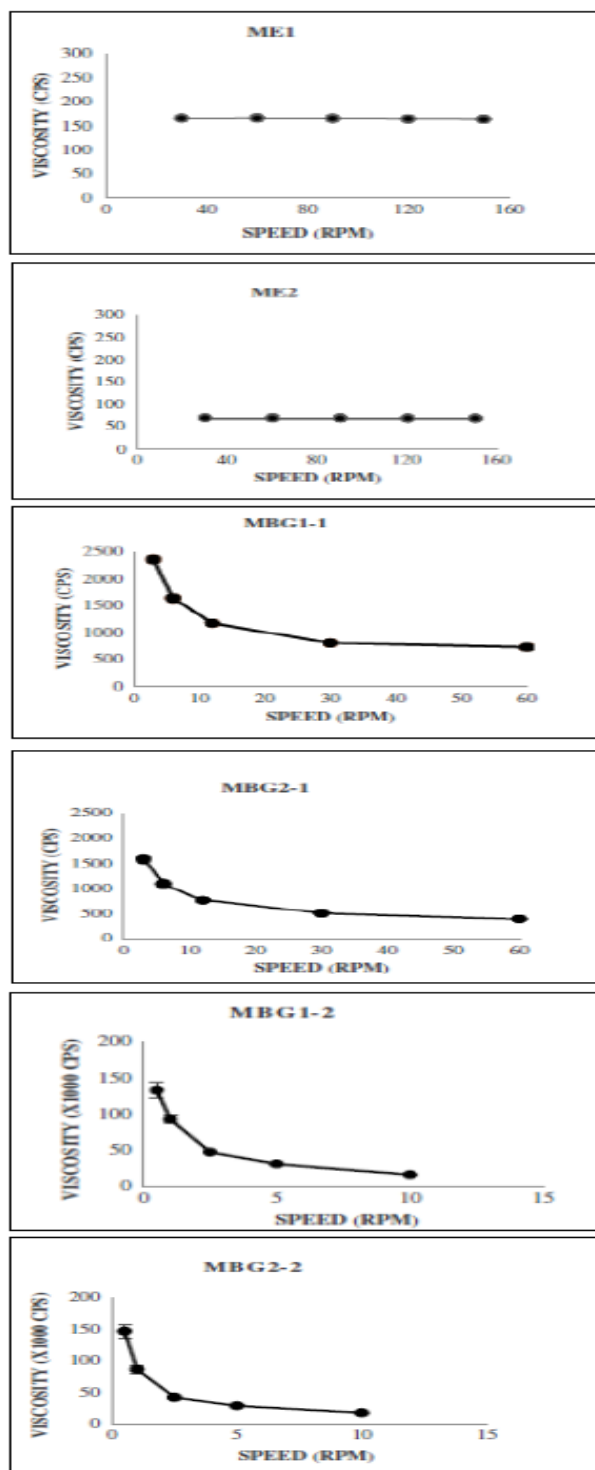 ME1
VISCOSITY (CPS)
300
250
200
150
100
50
0
0 40 80 120 160
SPEED (RPM)
ME2
VISCOSITY (CPS)
300
250
200
150
100
50
0
0 40 80 120 160
SPEED (RPM)
MBG1-1
VISCOSITY (CPS)
2500
2000
1500
1000
500
0
0 10 20 30 40 50 60
SPEED (RPM)
MBG2-1
VISCOSITY (CPS)
2500
2000
1500
1000
500
0
0 10 20 30 40 50 60
SPEED (RPM)
MBG1-2
VISCOSITY (X1000 CPS)
200
150
100
50
0
0 5 10 15
SPEED (RPM)
MBG2-2
VISCOSITY (X1000 CPS)
200
150
100
50
0
0 5 10 15
SPEED (RPM)